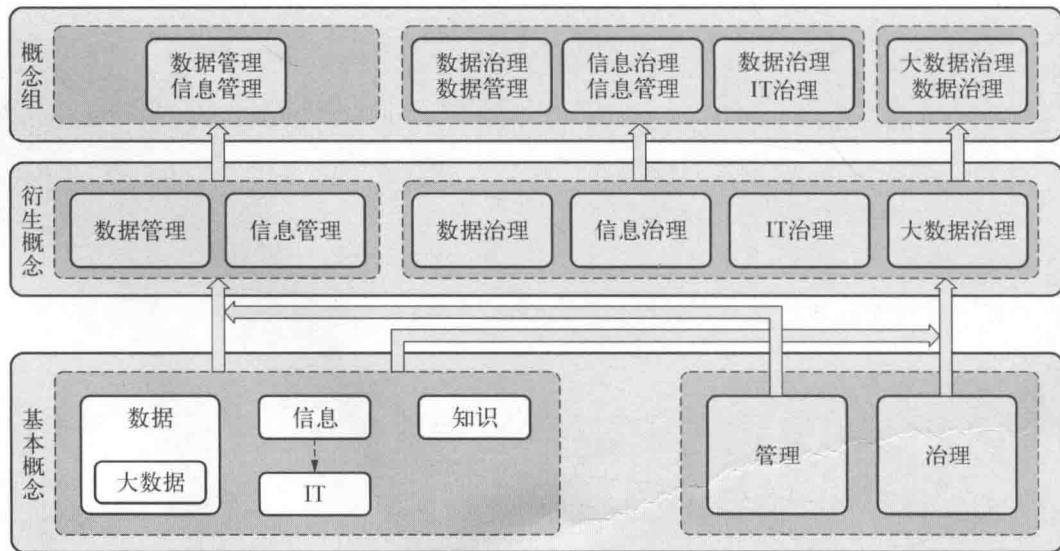 概念组
数据管理
信息管理
数据治理
数据管理
信息治理
信息管理
数据治理
IT治理
大数据治理
数据治理
衍生概念
数据管理
信息管理
数据治理
信息治理
IT治理
大数据治理
基本概念
数据
大数据
信息
IT
知识
管理
治理